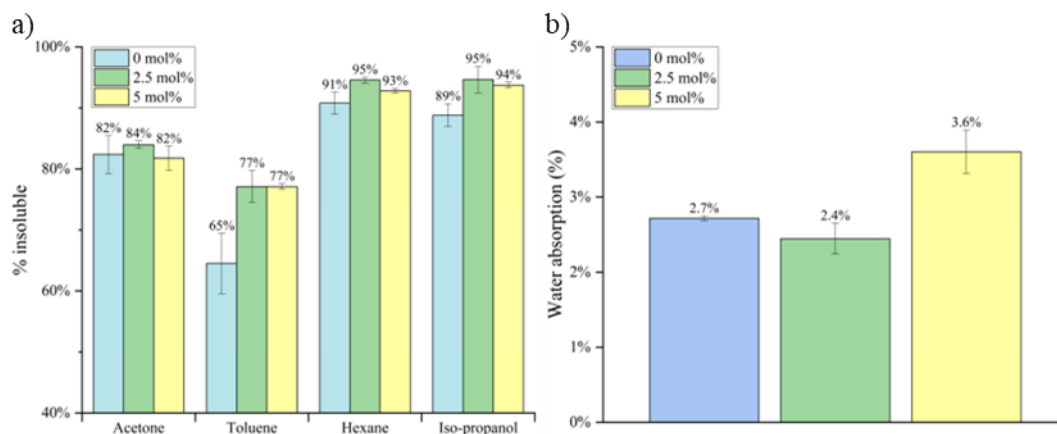 a)
100%
80%
60%
40%
% insoluble
0 mol%
2.5 mol%
5 mol%
82%
84%
82%
65%
77%
77%
91%
95%
93%
89%
95%
94%
Acetone
Toluene
Hexane
Iso-propanol
b)
5%
4%
3%
2%
1%
0%
Water absorption (%)
0 mol%
2.5 mol%
5 mol%
2.7%
2.4%
3.6%